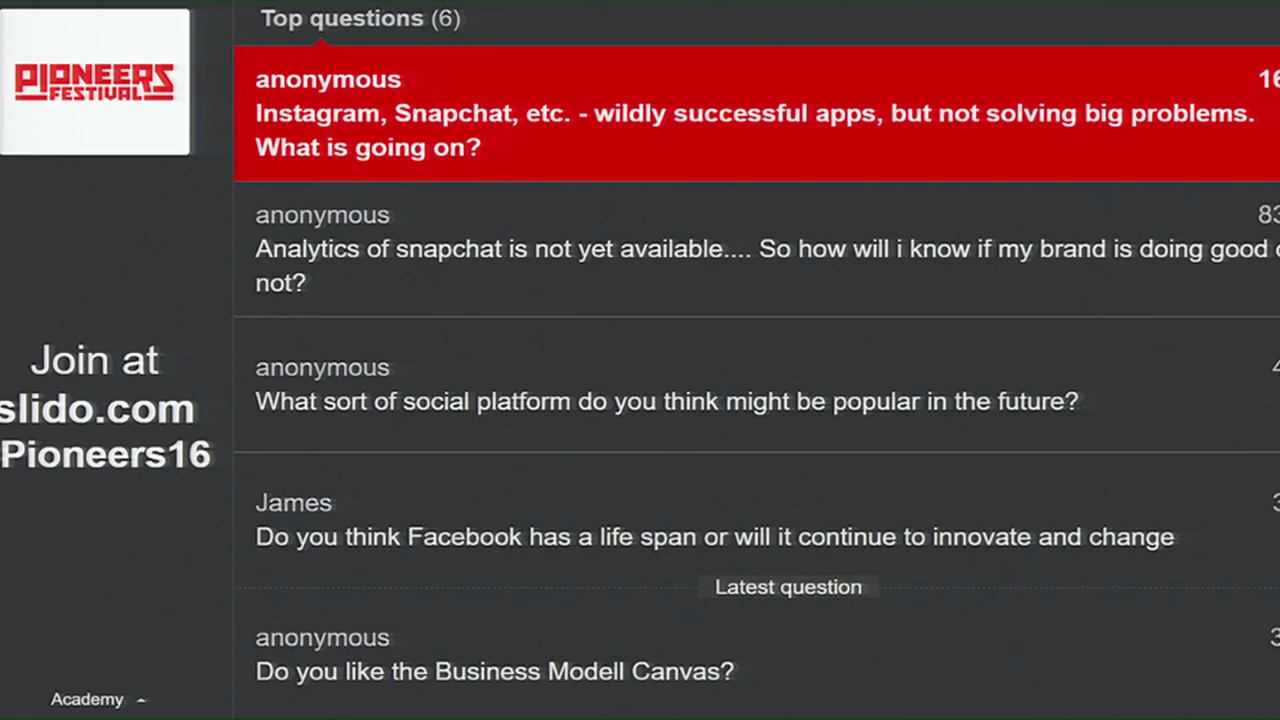 PIONEERS
FESTIVAL
Join at
slido.com
Pioneers16
Academy
Top questions (6)
anonymous
Instagram, Snapchat, etc. - wildly successful apps, but not solving big problems.
What is going on?
anonymous
Analytics of snapchat is not yet available.... So how will i know if my brand is doing good
not?
anonymous
What sort of social platform do you think might be popular in the future?
James
Do you think Facebook has a life span or will it continue to innovate and change
Latest question
anonymous
Do you like the Business Modell Canvas?